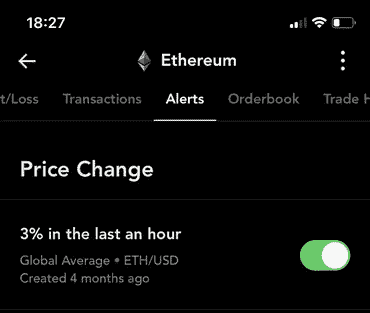 18:27
Ethereum
t/Loss Transactions Alerts Orderbook Trade H
Price Change
3% in the last an hour
Global Average • ETH/USD
Created 4 months ago